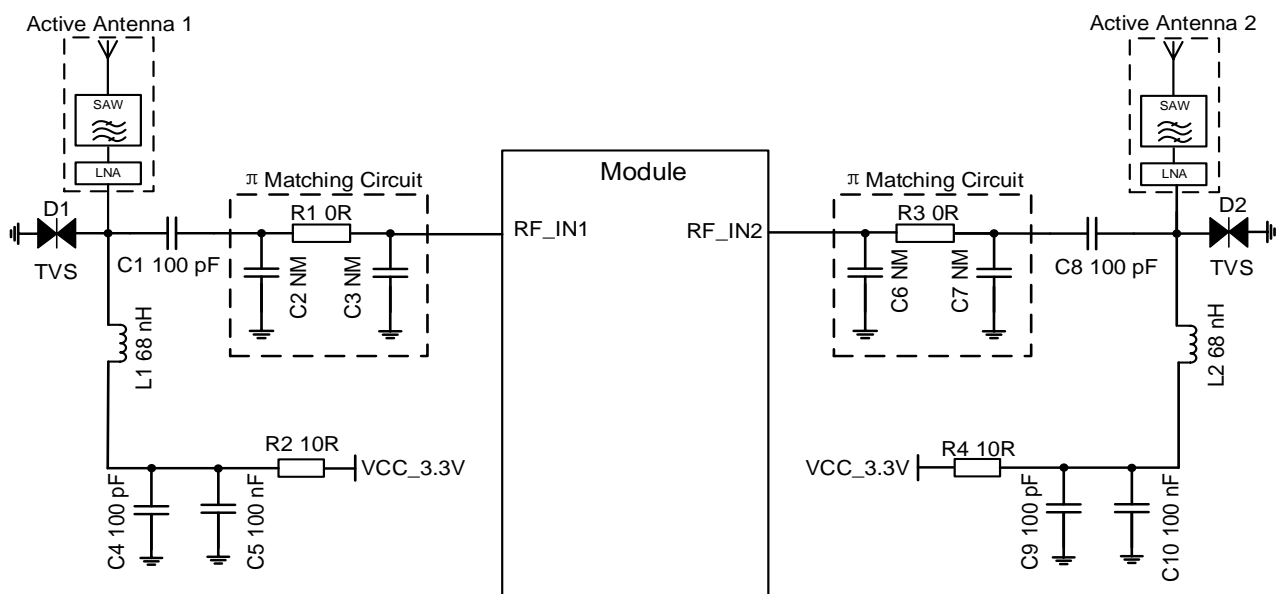 Active Antenna 1
Active Antenna 2
SAW
SAW
LNA
LNA
Module
π Matching Circuit
π Matching Circuit
D1
TVS
C1 100 pF
R1 0R
C2 NM
C3 NM
RF_IN1
RF_IN2
R3 0R
C6 NM
C7 NM
C8 100 pF
D2
TVS
L1 68 nH
L2 68 nH
R2 10R
VCC_3.3V
C4 100 pF
C5 100 nF
VCC_3.3V
R4 10R
C9 100 pF
C10 100 nF